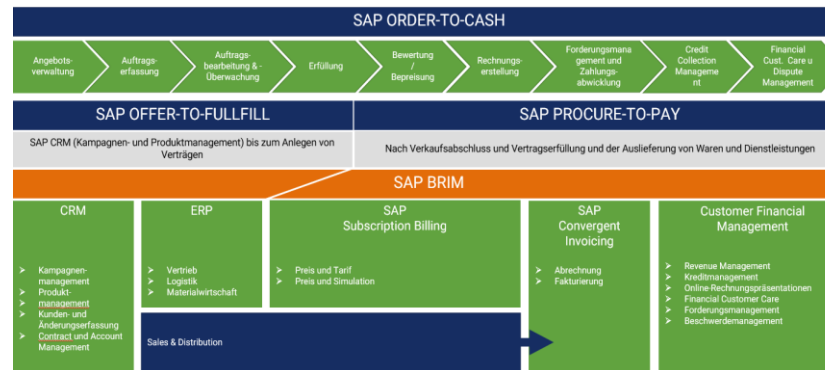 SAP ORDER-TO-CASH
Angebots-
verwaltung
Auftrags-
erfassung
Auftrags-
bearbeitung & -
Überwachung
Erfüllung
Bewertung
/
Bepreisung
Rechnungs-
erstellung
Forderungsmana
gement und
Zahlungs-
abwicklung
Credit
Collection
Manageme
nt
Financial
Cust. Care u
Dispute
Management
SAP OFFER-TO-FULLFILL
SAP PROCURE-TO-PAY
SAP CRM (Kampagnen- und Produktmanagement) bis zum Anlegen von
Verträgen
Nach Verkaufsabschluss und Vertragserfüllung und der Auslieferung von Waren und Dienstleistungen
SAP BRIM
CRM
Kampagnen-
management
Produkt-
management
Kunden- und
Änderungserfassung
Contract und Account
Management
ERP
Vertrieb
Logistik
Materialwirtschaft
SAP
Subscription Billing
Preis und Tarif
Preis und Simulation
SAP
Convergent
Invoicing
Abrechnung
Fakturierung
Customer Financial
Management
Revenue Management
Kreditmanagement
Online-Rechnungspräsentationen
Financial Customer Care
Forderungsmanagement
Beschwerdemanagement
Sales & Distribution